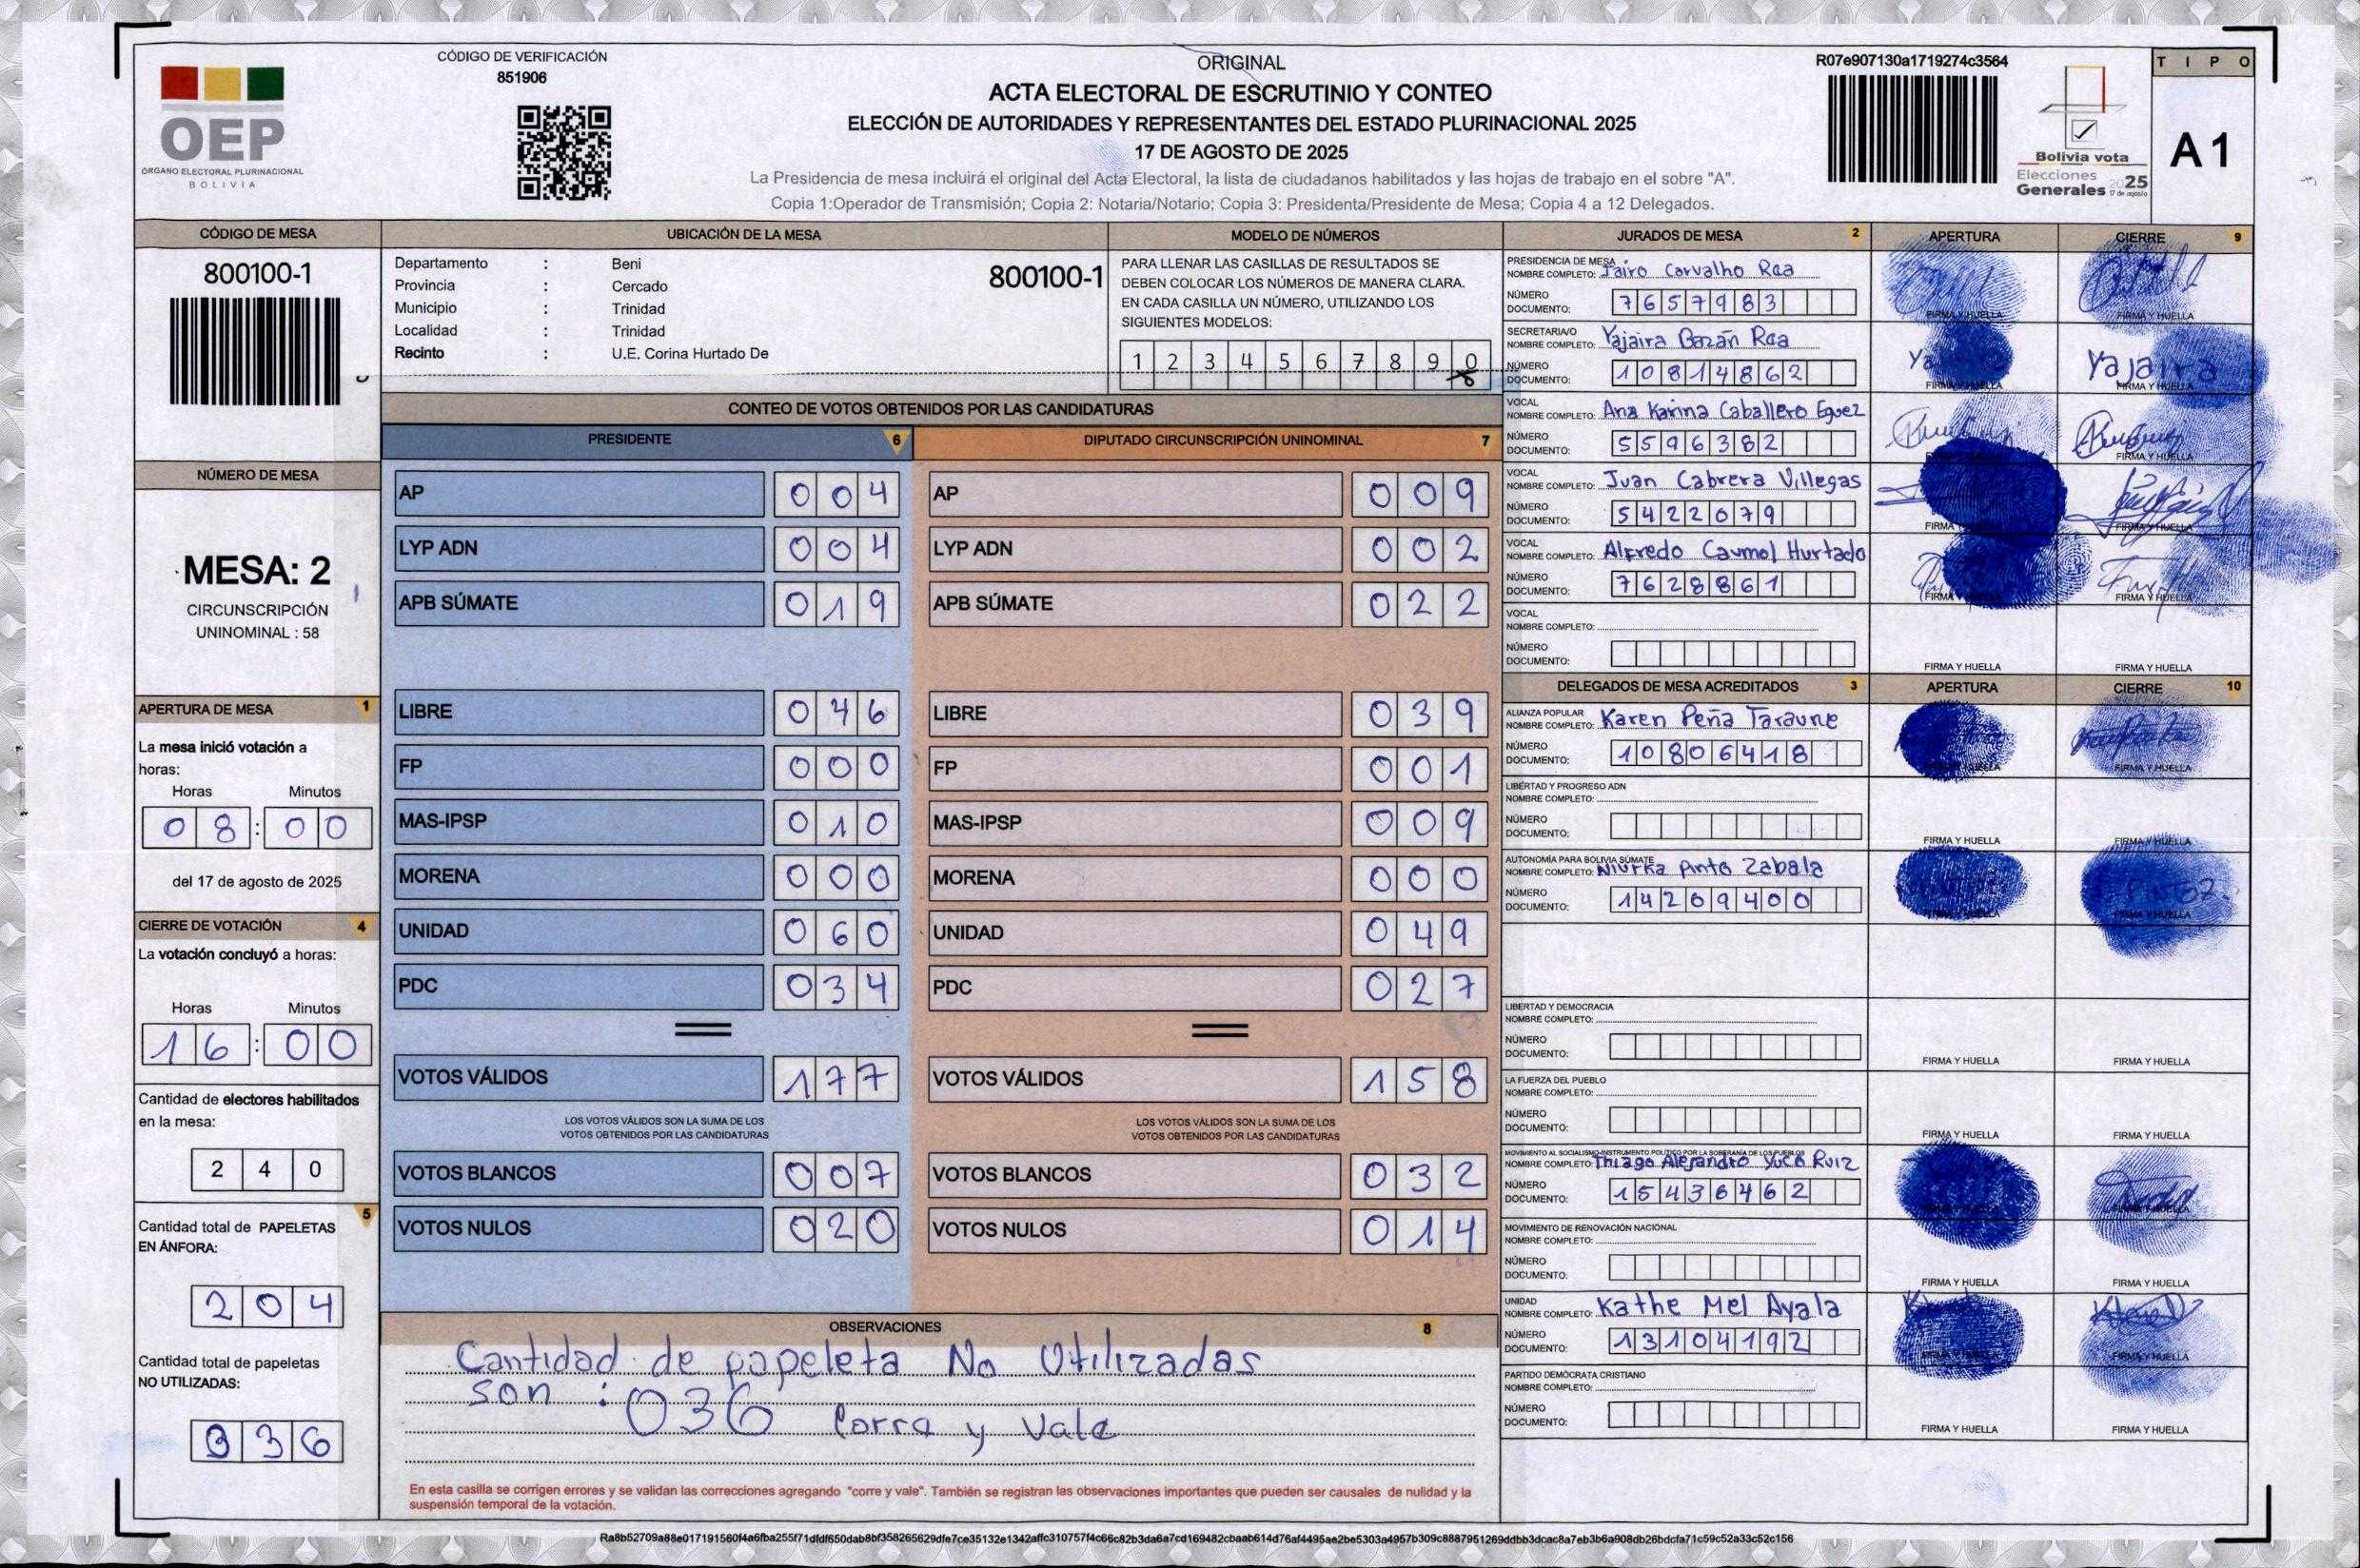 CÓDIGO DE VERIFICACIÓN
851906
OEP
ÓRGANO ELECTORAL PLURINACIONAL
BOLIVIA
ORIGINAL
ACTA ELECTORAL DE ESCRUTINIO Y CONTEO
ELECCIÓN DE AUTORIDADES Y REPRESENTANTES DEL ESTADO PLURINACIONAL 2025
17 DE AGOSTO DE 2025
La Presidencia de mesa incluirá el original del Acta Electoral, la lista de ciudadanos habilitados y las hojas de trabajo en el sobre "A".
Copia 1:Operador de Transmisión; Copia 2: Notaria/Notario; Copia 3: Presidenta/Presidente de Mesa; Copia 4 a 12 Delegados.
R07e907130a1719274c3564
Bolivia vota
Elecciones
Generales 2025
17 de agosto
TIPO
A 1
CÓDIGO DE MESA
800100-1
NÚMERO DE MESA
MESA: 2
CIRCUNSCRIPCIÓN
UNINOMINAL : 58
APERTURA DE MESA 1
La mesa inició votación a
horas:
Horas Minutos
08:00
del 17 de agosto de 2025
CIERRE DE VOTACIÓN 4
La votación concluyó a horas:
Horas Minutos
16:00
Cantidad de electores habilitados
en la mesa:
240
5
Cantidad total de PAPELETAS
EN ÁNFORA:
204
Cantidad total de papeletas
NO UTILIZADAS:
036
UBICACIÓN DE LA MESA
Departamento : Beni
800100-1
Provincia : Cercado
Municipio : Trinidad
Localidad : Trinidad
Recinto : U.E. Corina Hurtado De
MODELO DE NÚMEROS
PARA LLENAR LAS CASILLAS DE RESULTADOS SE
DEBEN COLOCAR LOS NÚMEROS DE MANERA CLARA.
EN CADA CASILLA UN NÚMERO, UTILIZANDO LOS
SIGUIENTES MODELOS:
1 2 3 4 5 6 7 8 9 0
CONTEO DE VOTOS OBTENIDOS POR LAS CANDIDATURAS
PRESIDENTE 6
AP 004
LYP ADN 004
APB SÚMATE 019
LIBRE 046
FP 000
MAS-IPSP 010
MORENA 000
UNIDAD 060
PDC 034
VOTOS VÁLIDOS 177
LOS VOTOS VÁLIDOS SON LA SUMA DE LOS
VOTOS OBTENIDOS POR LAS CANDIDATURAS
VOTOS BLANCOS 007
VOTOS NULOS 020
DIPUTADO CIRCUNSCRIPCIÓN UNINOMINAL 7
AP 009
LYP ADN 002
APB SÚMATE 022
LIBRE 039
FP 001
MAS-IPSP 009
MORENA 000
UNIDAD 049
PDC 027
VOTOS VÁLIDOS 158
LOS VOTOS VÁLIDOS SON LA SUMA DE LOS
VOTOS OBTENIDOS POR LAS CANDIDATURAS
VOTOS BLANCOS 032
VOTOS NULOS 014
OBSERVACIONES 8
Cantidad de papeleta No Utilizadas
son : 036 Corra y Vale
En esta casilla se corrigen errores y se validan las correcciones agregando "corre y vale". También se registran las observaciones importantes que pueden ser causales de nulidad y la
suspensión temporal de la votación.
JURADOS DE MESA 2 APERTURA CIERRE 9
PRESIDENCIA DE MESA
NOMBRE COMPLETO: Jairo Carvalho Rea
NÚMERO
DOCUMENTO: 7657983
FIRMA Y HUELLA FIRMA Y HUELLA
SECRETARIA/O
NOMBRE COMPLETO: Yajaira Bazán Rea
NÚMERO
DOCUMENTO: 10814862
Yajaira
FIRMA Y HUELLA FIRMA Y HUELLA
VOCAL
NOMBRE COMPLETO: Ana Karina Caballero Eguez
NÚMERO
DOCUMENTO: 5596382
FIRMA Y HUELLA
VOCAL
NOMBRE COMPLETO: Juan Cabrera Villegas
NÚMERO
DOCUMENTO: 5422079
FIRMA FIRMA Y HUELLA
VOCAL
NOMBRE COMPLETO: Alfredo Caumol Hurtado
NÚMERO
DOCUMENTO: 7628861
FIRMA FIRMA Y HUELLA
VOCAL
NOMBRE COMPLETO:
NÚMERO
DOCUMENTO:
FIRMA Y HUELLA FIRMA Y HUELLA
DELEGADOS DE MESA ACREDITADOS 3 APERTURA CIERRE 10
ALIANZA POPULAR
NOMBRE COMPLETO: Karen Peña Taraune
NÚMERO
DOCUMENTO: 10806418
FIRMA Y HUELLA
LIBERTAD Y PROGRESO ADN
NOMBRE COMPLETO:
NÚMERO
DOCUMENTO:
FIRMA Y HUELLA FIRMA Y HUELLA
AUTONOMÍA PARA BOLIVIA SÚMATE
NOMBRE COMPLETO: Niurka Pinto Zabala
NÚMERO
DOCUMENTO: 14269400
FIRMA Y HUELLA
LIBERTAD Y DEMOCRACIA
NOMBRE COMPLETO:
NÚMERO
DOCUMENTO:
FIRMA Y HUELLA FIRMA Y HUELLA
LA FUERZA DEL PUEBLO
NOMBRE COMPLETO:
NÚMERO
DOCUMENTO:
FIRMA Y HUELLA FIRMA Y HUELLA
MOVIMIENTO AL SOCIALISMO-INSTRUMENTO POLÍTICO POR LA SOBERANÍA DE LOS PUEBLOS
NOMBRE COMPLETO: Thiago Alejandro Yuco Ruiz
NÚMERO
DOCUMENTO: 15436462
FIRMA Y HUELLA
MOVIMIENTO DE RENOVACIÓN NACIONAL
NOMBRE COMPLETO:
NÚMERO
DOCUMENTO:
FIRMA Y HUELLA FIRMA Y HUELLA
UNIDAD
NOMBRE COMPLETO: Kathe Mel Ayala
NÚMERO
DOCUMENTO: 13104192
FIRMA Y HUELLA
PARTIDO DEMÓCRATA CRISTIANO
NOMBRE COMPLETO:
NÚMERO
DOCUMENTO:
FIRMA Y HUELLA FIRMA Y HUELLA